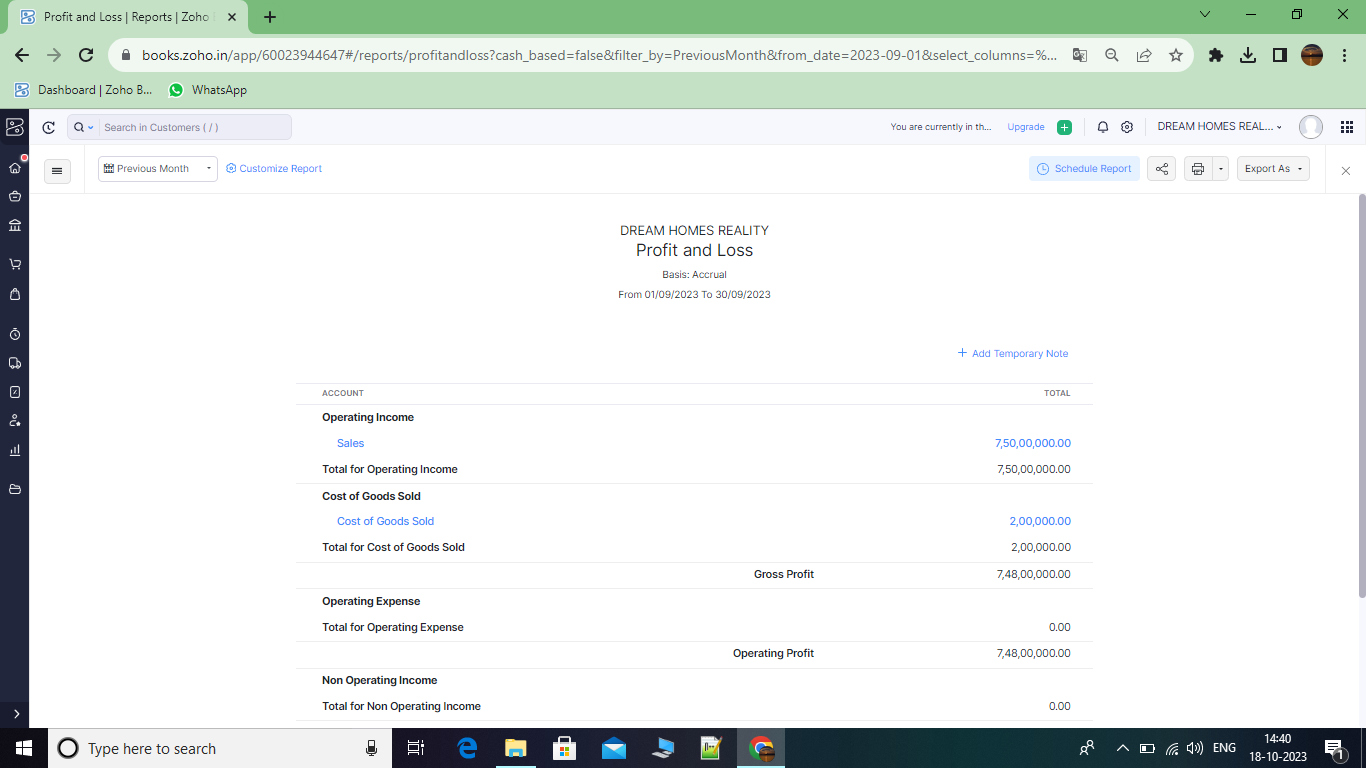 Profit and Loss | Reports | Zoho
books.zoho.in/app/60023944647#/reports/profitandloss?cash_based=false&filter_by=PreviousMonth&from_date=2023-09-01&select_columns=%...
Dashboard | Zoho B... WhatsApp
Search in Customers ( / ) You are currently in th... Upgrade DREAM HOMES REAL...
Previous Month Customize Report Schedule Report Export As
DREAM HOMES REALITY
Profit and Loss
Basis: Accrual
From 01/09/2023 To 30/09/2023
+ Add Temporary Note
ACCOUNT TOTAL
Operating Income
Sales 7,50,00,000.00
Total for Operating Income 7,50,00,000.00
Cost of Goods Sold
Cost of Goods Sold 2,00,000.00
Total for Cost of Goods Sold 2,00,000.00
Gross Profit 7,48,00,000.00
Operating Expense
Total for Operating Expense 0.00
Operating Profit 7,48,00,000.00
Non Operating Income
Total for Non Operating Income 0.00
Type here to search ENG 14:40
18-10-2023 1